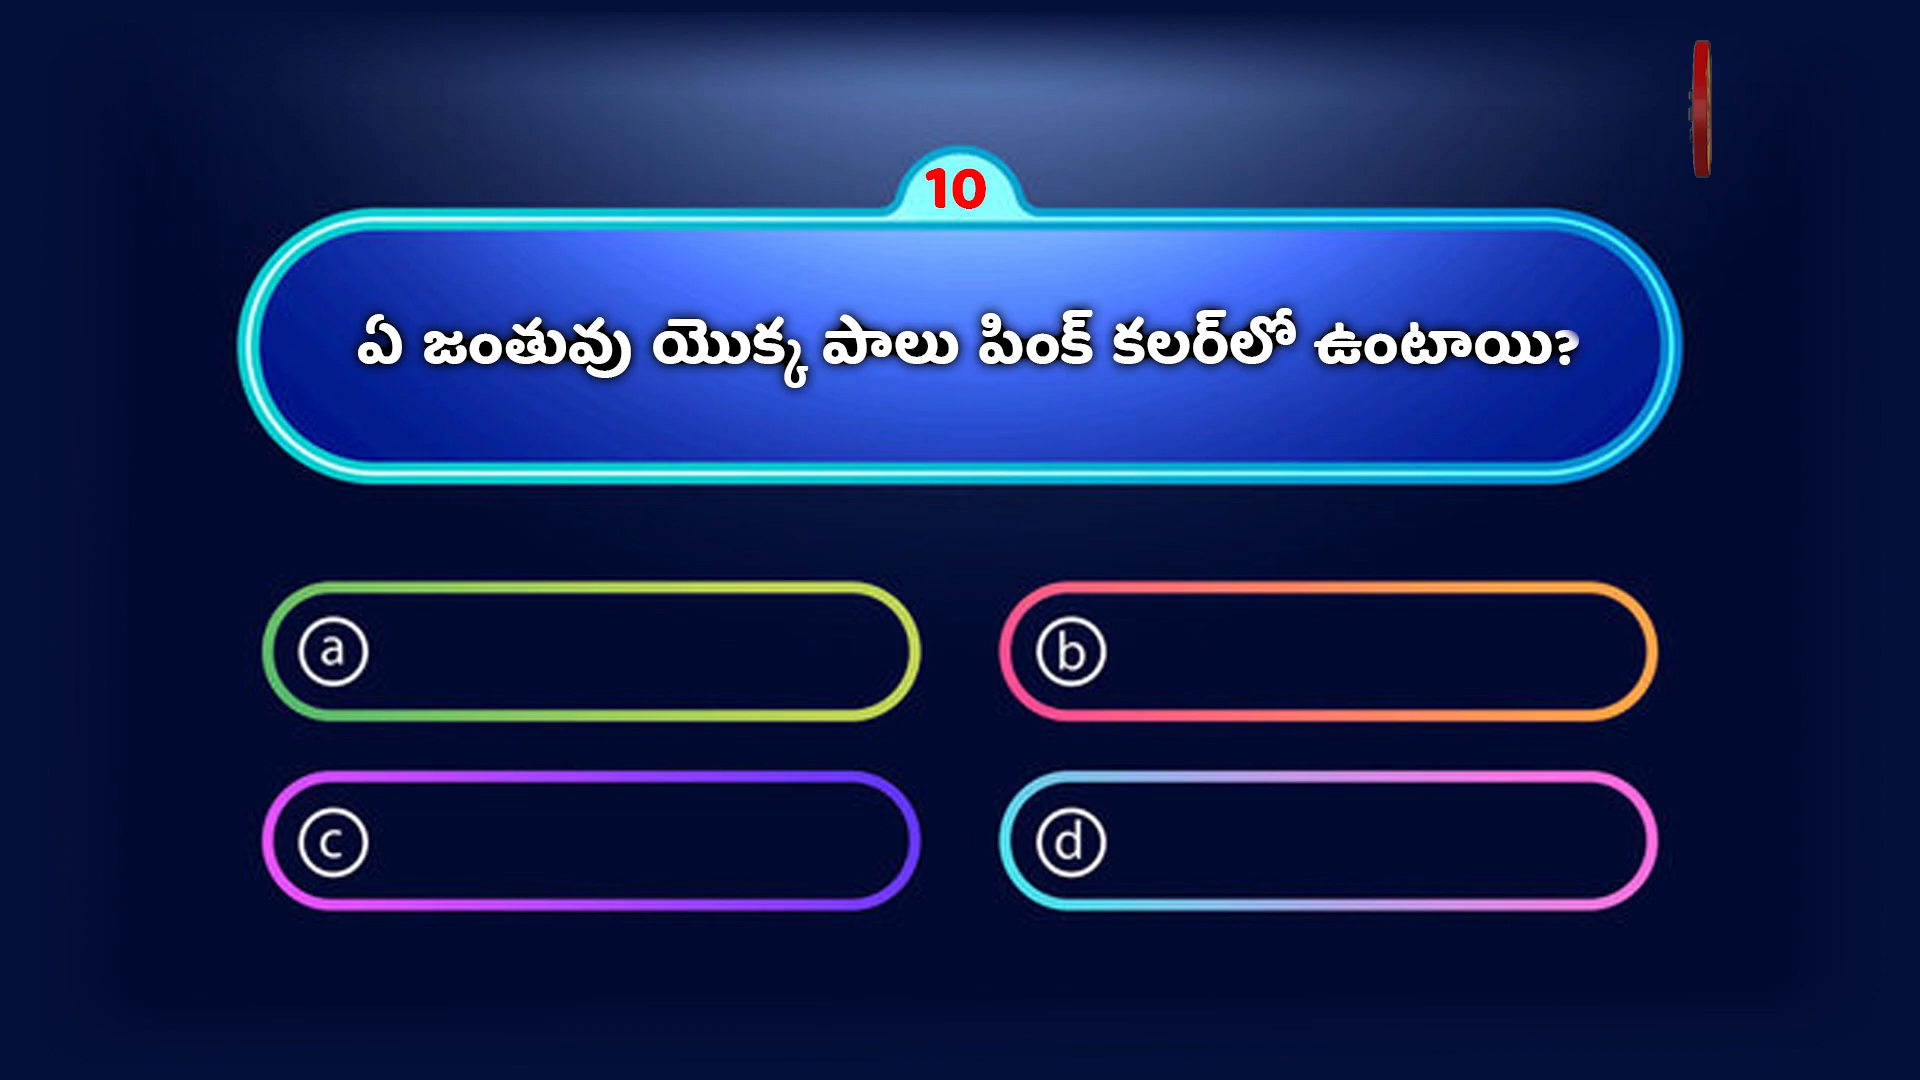 10
ఏ జంతువు యొక్క పాలు పింక్ కలర్‌లో ఉంటాయి?
a
b
c
d